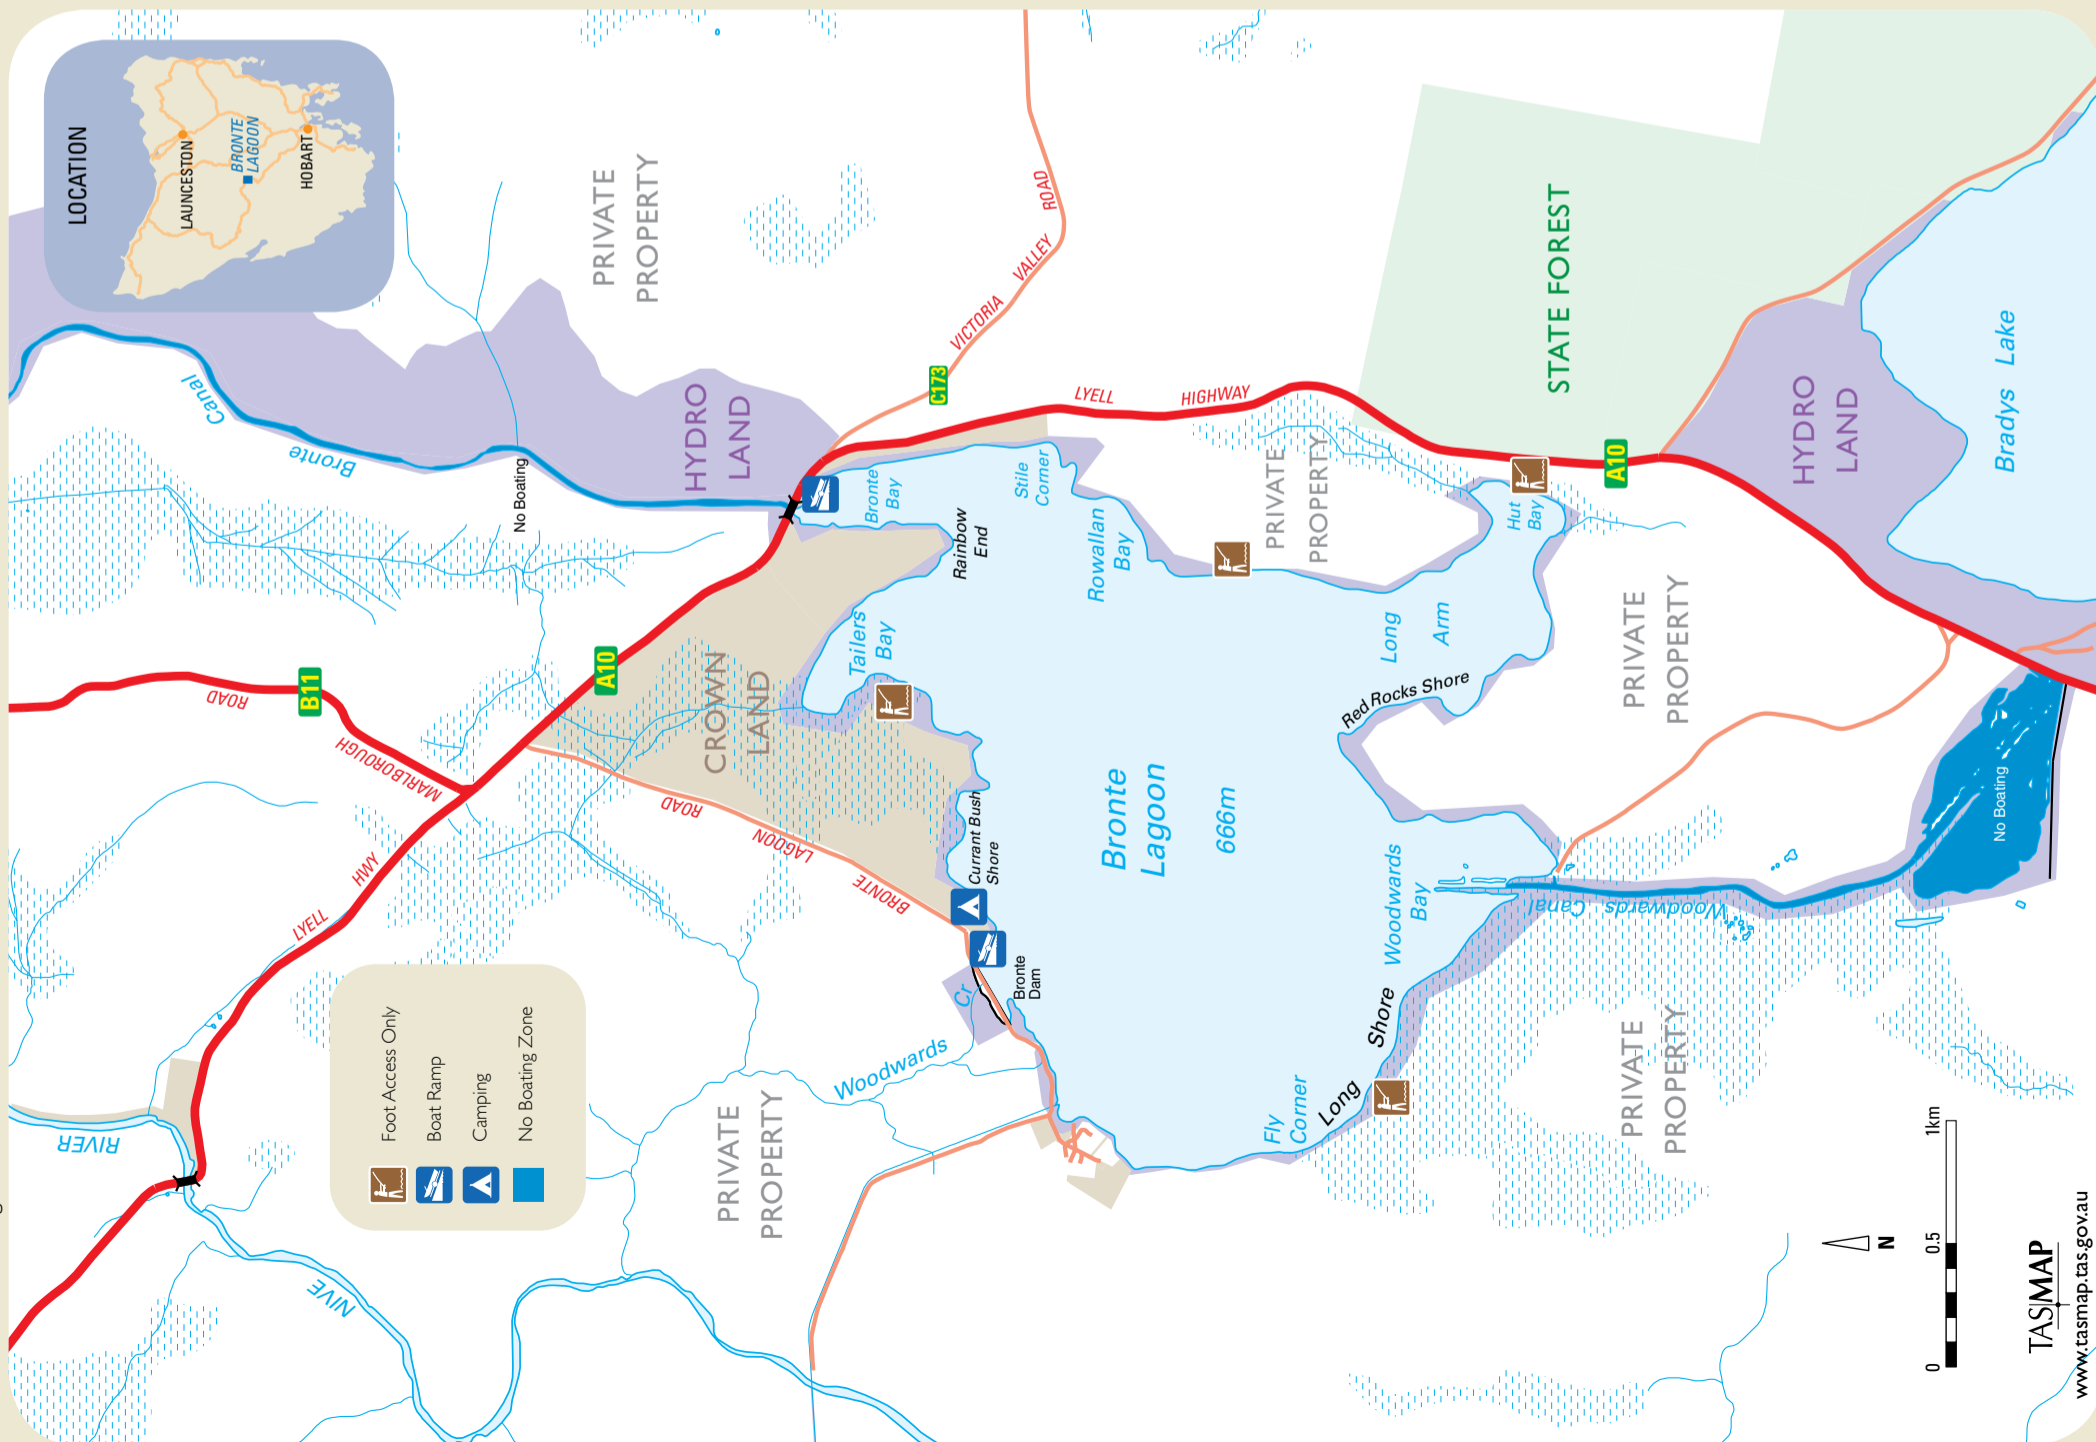 LOCATION
LAUNCESTON
BRONTE
LAGOON
HOBART
Canal
Bronte
No Boating
PRIVATE
PROPERTY
HYDRO
LAND
VICTORIA VALLEY ROAD
C173
LYELL HIGHWAY
STATE FOREST
A10
HYDRO
LAND
Bradys Lake
ROAD
B11
MARLBOROUGH
A10
LYELL HWY
CROWN
LAND
BRONTE LAGOON ROAD
Bronte
Bay
Stile
Corner
Rainbow
End
Tailers
Bay
Rowallan
Bay
PRIVATE
PROPERTY
Hut
Bay
Long
Arm
Red Rocks Shore
PRIVATE
PROPERTY
Currant Bush
Shore
Bronte
Lagoon
666m
Woodwards
Bay
Woodwards Canal
No Boating
Bronte
Dam
Woodwards Cr
Fly
Corner
Long Shore
PRIVATE
PROPERTY
PRIVATE
PROPERTY
RIVER
NIVE
Foot Access Only
Boat Ramp
Camping
No Boating Zone
N
0 0.5 1km
TASMAP
www.tasmap.tas.gov.au